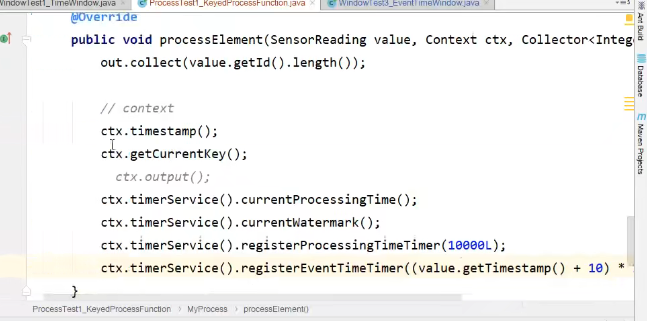 WindowTest1_TimeWindow.java
ProcessTest1_KeyedProcessFunction.java
WindowTest3_EventTimeWindow.java
@Override
public void processElement(SensorReading value, Context ctx, Collector<Integ
out.collect(value.getId().length());
// context
ctx.timestamp();
ctx.getCurrentKey();
ctx.output();
ctx.timerService().currentProcessingTime();
ctx.timerService().currentWatermark();
ctx.timerService().registerProcessingTimeTimer(10000L);
ctx.timerService().registerEventTimeTimer((value.getTimestamp() + 10) *
}
ProcessTest1_KeyedProcessFunction › MyProcess › processElement()
Ant Build
Database
Maven Projects